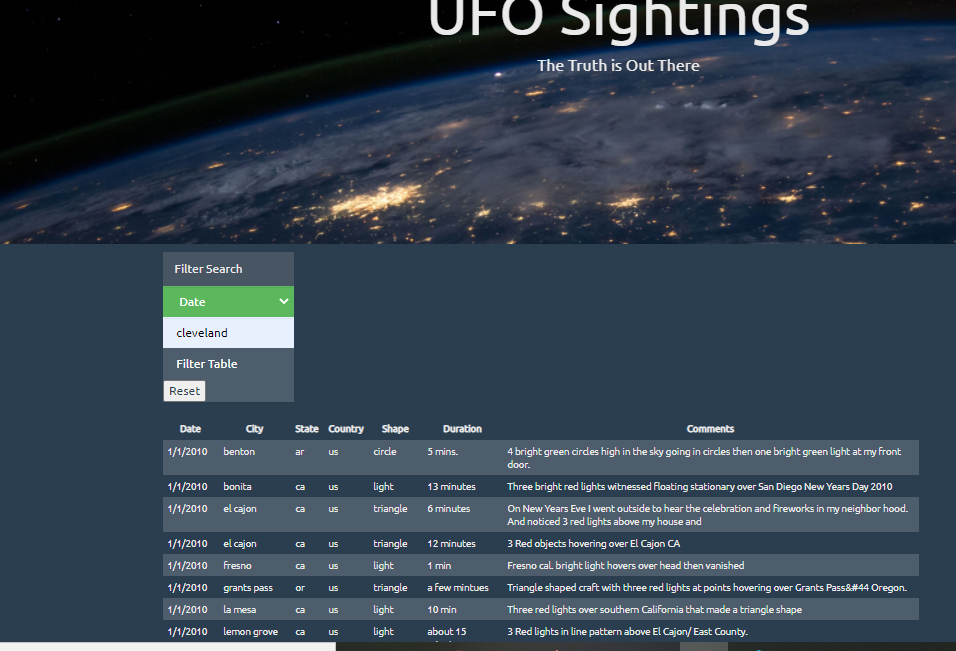 UFO Sightings
The Truth is Out There
Filter Search
Date
cleveland
Filter Table
Reset
Date City State Country Shape Duration Comments
1/1/2010 benton ar us circle 5 mins. 4 bright green circles high in the sky going in circles then one bright green light at my front
door.
1/1/2010 bonita ca us light 13 minutes Three bright red lights witnessed floating stationary over San Diego New Years Day 2010
1/1/2010 el cajon ca us triangle 6 minutes On New Years Eve I went outside to hear the celebration and fireworks in my neighbor hood.
And noticed 3 red lights above my house and
1/1/2010 el cajon ca us triangle 12 minutes 3 Red objects hovering over El Cajon CA
1/1/2010 fresno ca us light 1 min Fresno cal. bright light hovers over head then vanished
1/1/2010 grants pass or us triangle a few mintues Triangle shaped craft with three red lights at points hovering over Grants Pass&#44 Oregon.
1/1/2010 la mesa ca us light 10 min Three red lights over southern California that made a triangle shape
1/1/2010 lemon grove ca us light about 15 3 Red lights in line pattern above El Cajon/ East County.